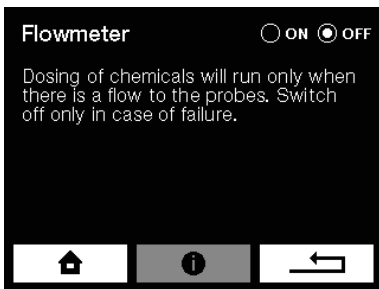 Flowmeter ON OFF
Dosing of chemicals will run only when
there is a flow to the probes. Switch
off only in case of failure.
i